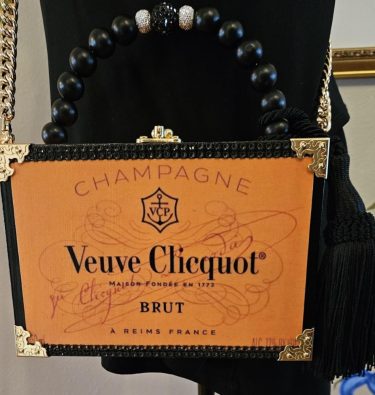 CHAMPAGNE
VCP
Veuve Clicquot®
MAISON FONDÉE EN 1772
BRUT
À REIMS FRANCE